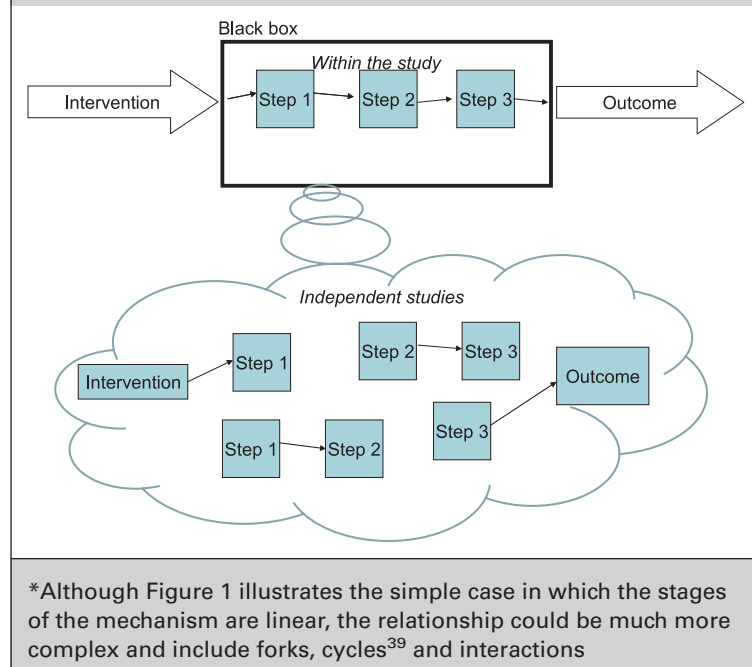 Black box
Within the study
Intervention
Step 1
Step 2
Step 3
Outcome
Independent studies
Intervention
Step 1
Step 2
Step 3
Outcome
Step 1
Step 2
Step 3
*Although Figure 1 illustrates the simple case in which the stages
of the mechanism are linear, the relationship could be much more
complex and include forks, cycles³⁹ and interactions